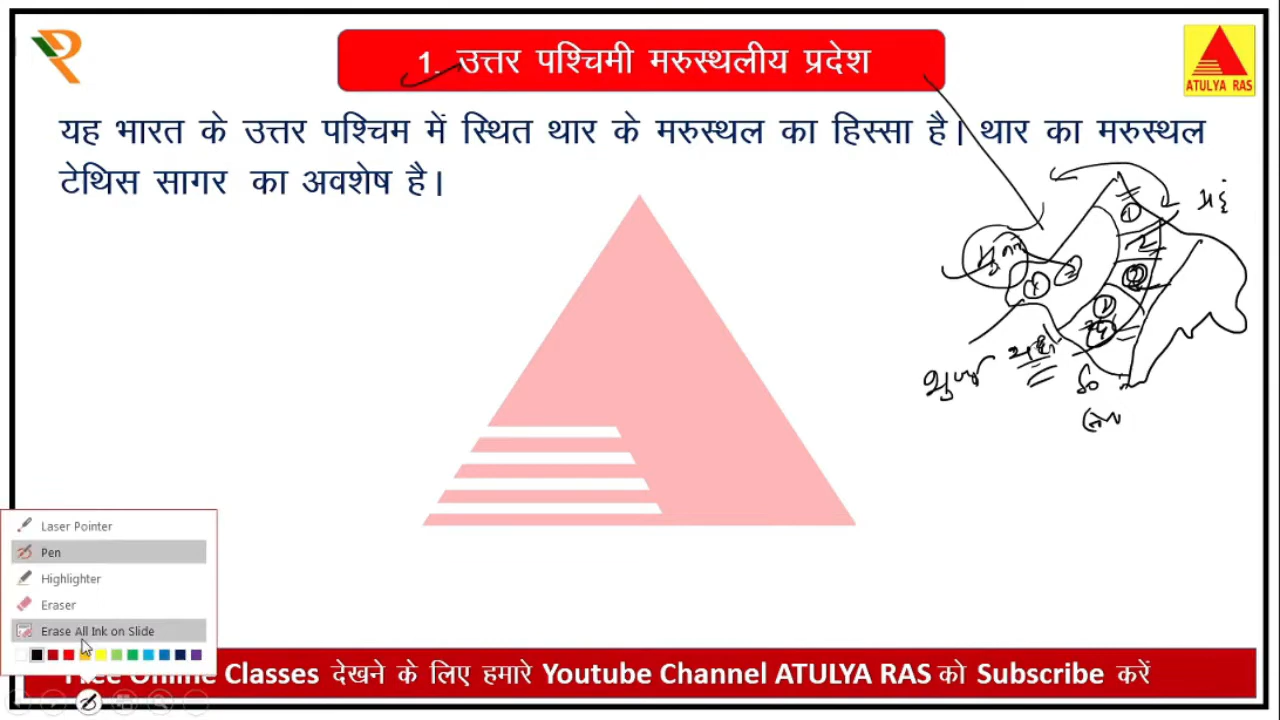 1. उत्तर पश्चिमी मरुस्थलीय प्रदेश
ATULYA RAS
यह भारत के उत्तर पश्चिम में स्थित थार के मरुस्थल का हिस्सा है। थार का मरुस्थल
टेथिस सागर का अवशेष है।
Laser Pointer
Pen
Highlighter
Eraser
Erase All Ink on Slide
Free Online Classes देखने के लिए हमारे Youtube Channel ATULYA RAS को Subscribe करें